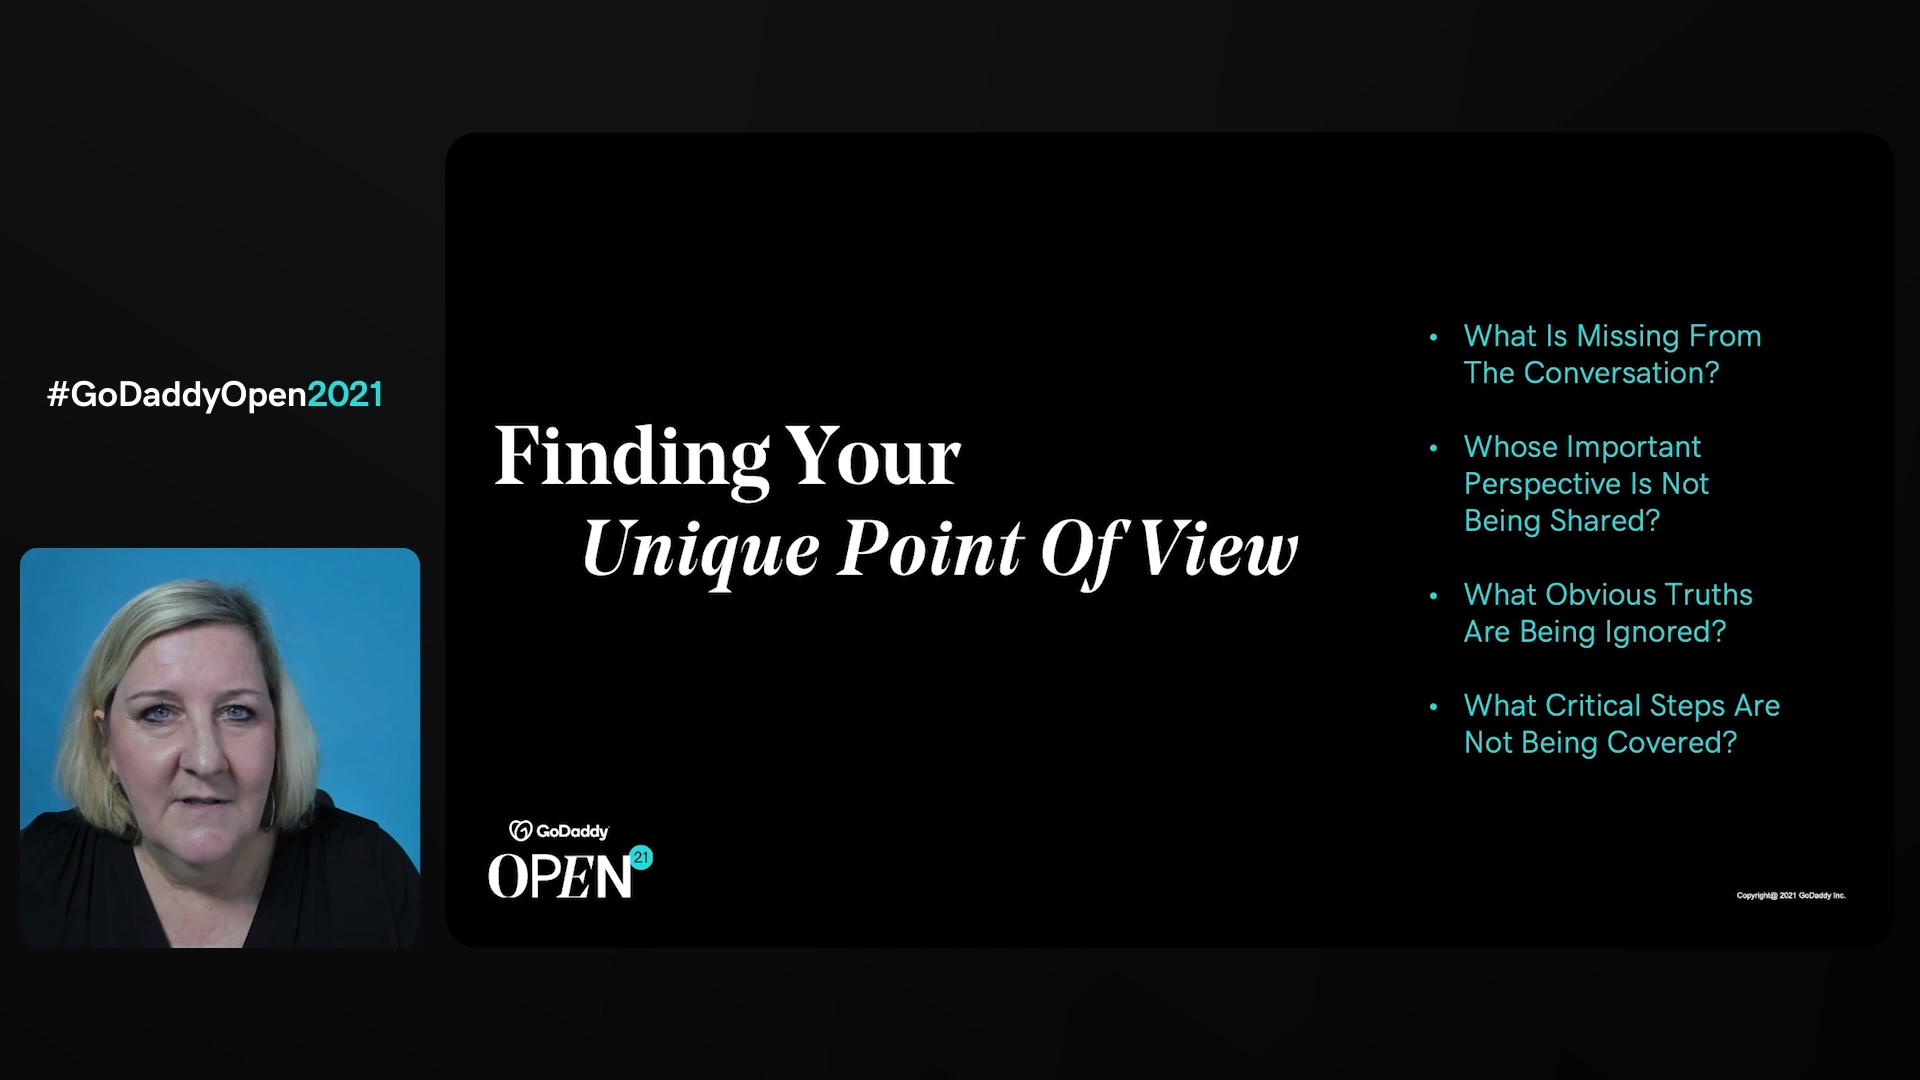 #GoDaddyOpen2021
Finding Your
Unique Point Of View
• What Is Missing From
The Conversation?
• Whose Important
Perspective Is Not
Being Shared?
• What Obvious Truths
Are Being Ignored?
• What Critical Steps Are
Not Being Covered?
GoDaddy
OPEN 21
Copyright@ 2021 GoDaddy Inc.